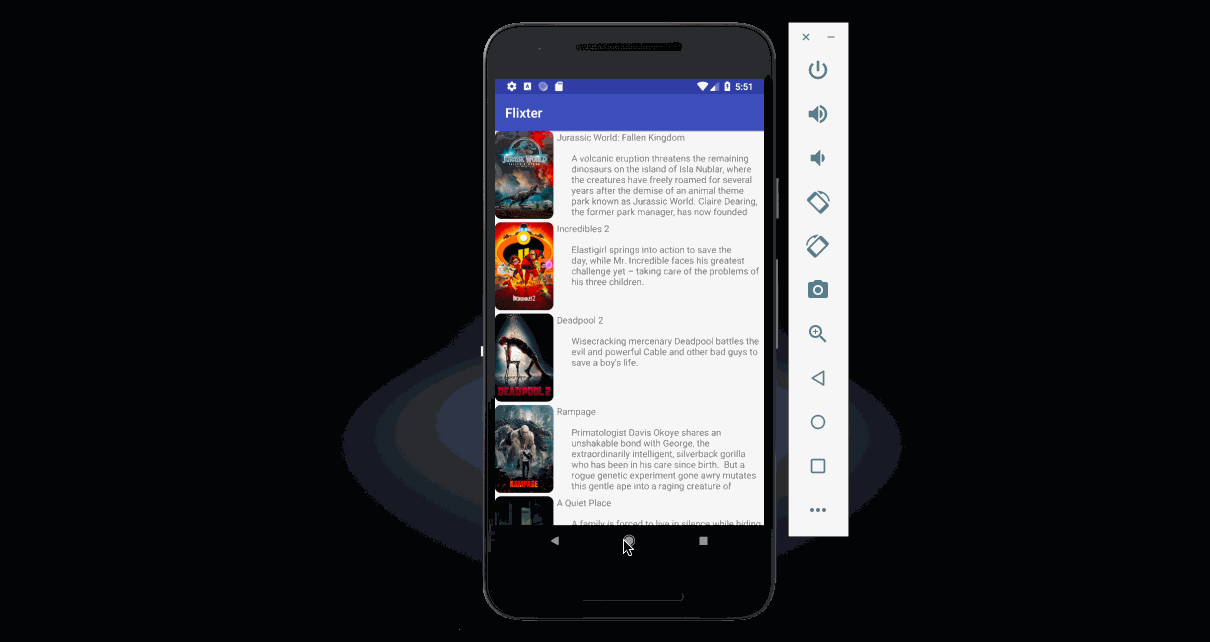 5:51
Flixter
Jurassic World: Fallen Kingdom
JURASSIC WORLD
A volcanic eruption threatens the remaining
dinosaurs on the island of Isla Nublar, where
the creatures have freely roamed for several
years after the demise of an animal theme
park known as Jurassic World. Claire Dearing,
the former park manager, has now founded
Incredibles 2
Elastigirl springs into action to save the
day, while Mr. Incredible faces his greatest
challenge yet – taking care of the problems of
his three children.
INCREDIBLES 2
Deadpool 2
Wisecracking mercenary Deadpool battles the
evil and powerful Cable and other bad guys to
save a boy's life.
DEADPOOL 2
Rampage
Primatologist Davis Okoye shares an
unshakable bond with George, the
extraordinarily intelligent, silverback gorilla
who has been in his care since birth.  But a
rogue genetic experiment gone awry mutates
this gentle ape into a raging creature of
RAMPAGE
A Quiet Place
A family is forced to live in silence while hiding